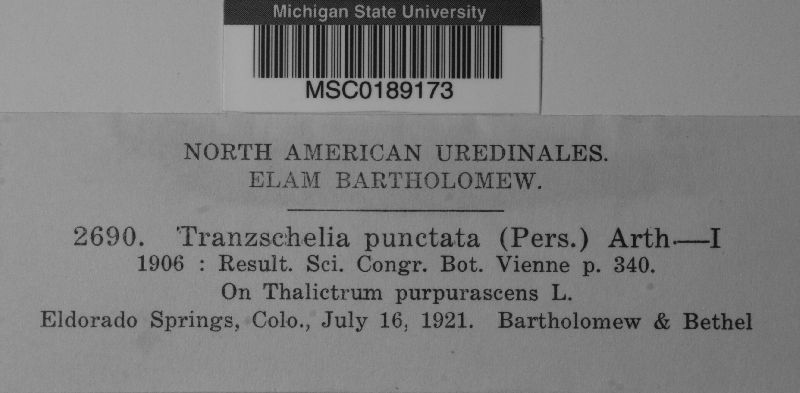 Michigan State University
MSC0189173
NORTH AMERICAN UREDINALES.
ELAM BARTHOLOMEW.
2690. Tranzschelia punctata (Pers.) Arth.—I
1906 : Result. Sci. Congr. Bot. Vienne p. 340.
On Thalictrum purpurascens L.
Eldorado Springs, Colo., July 16, 1921. Bartholomew & Bethel